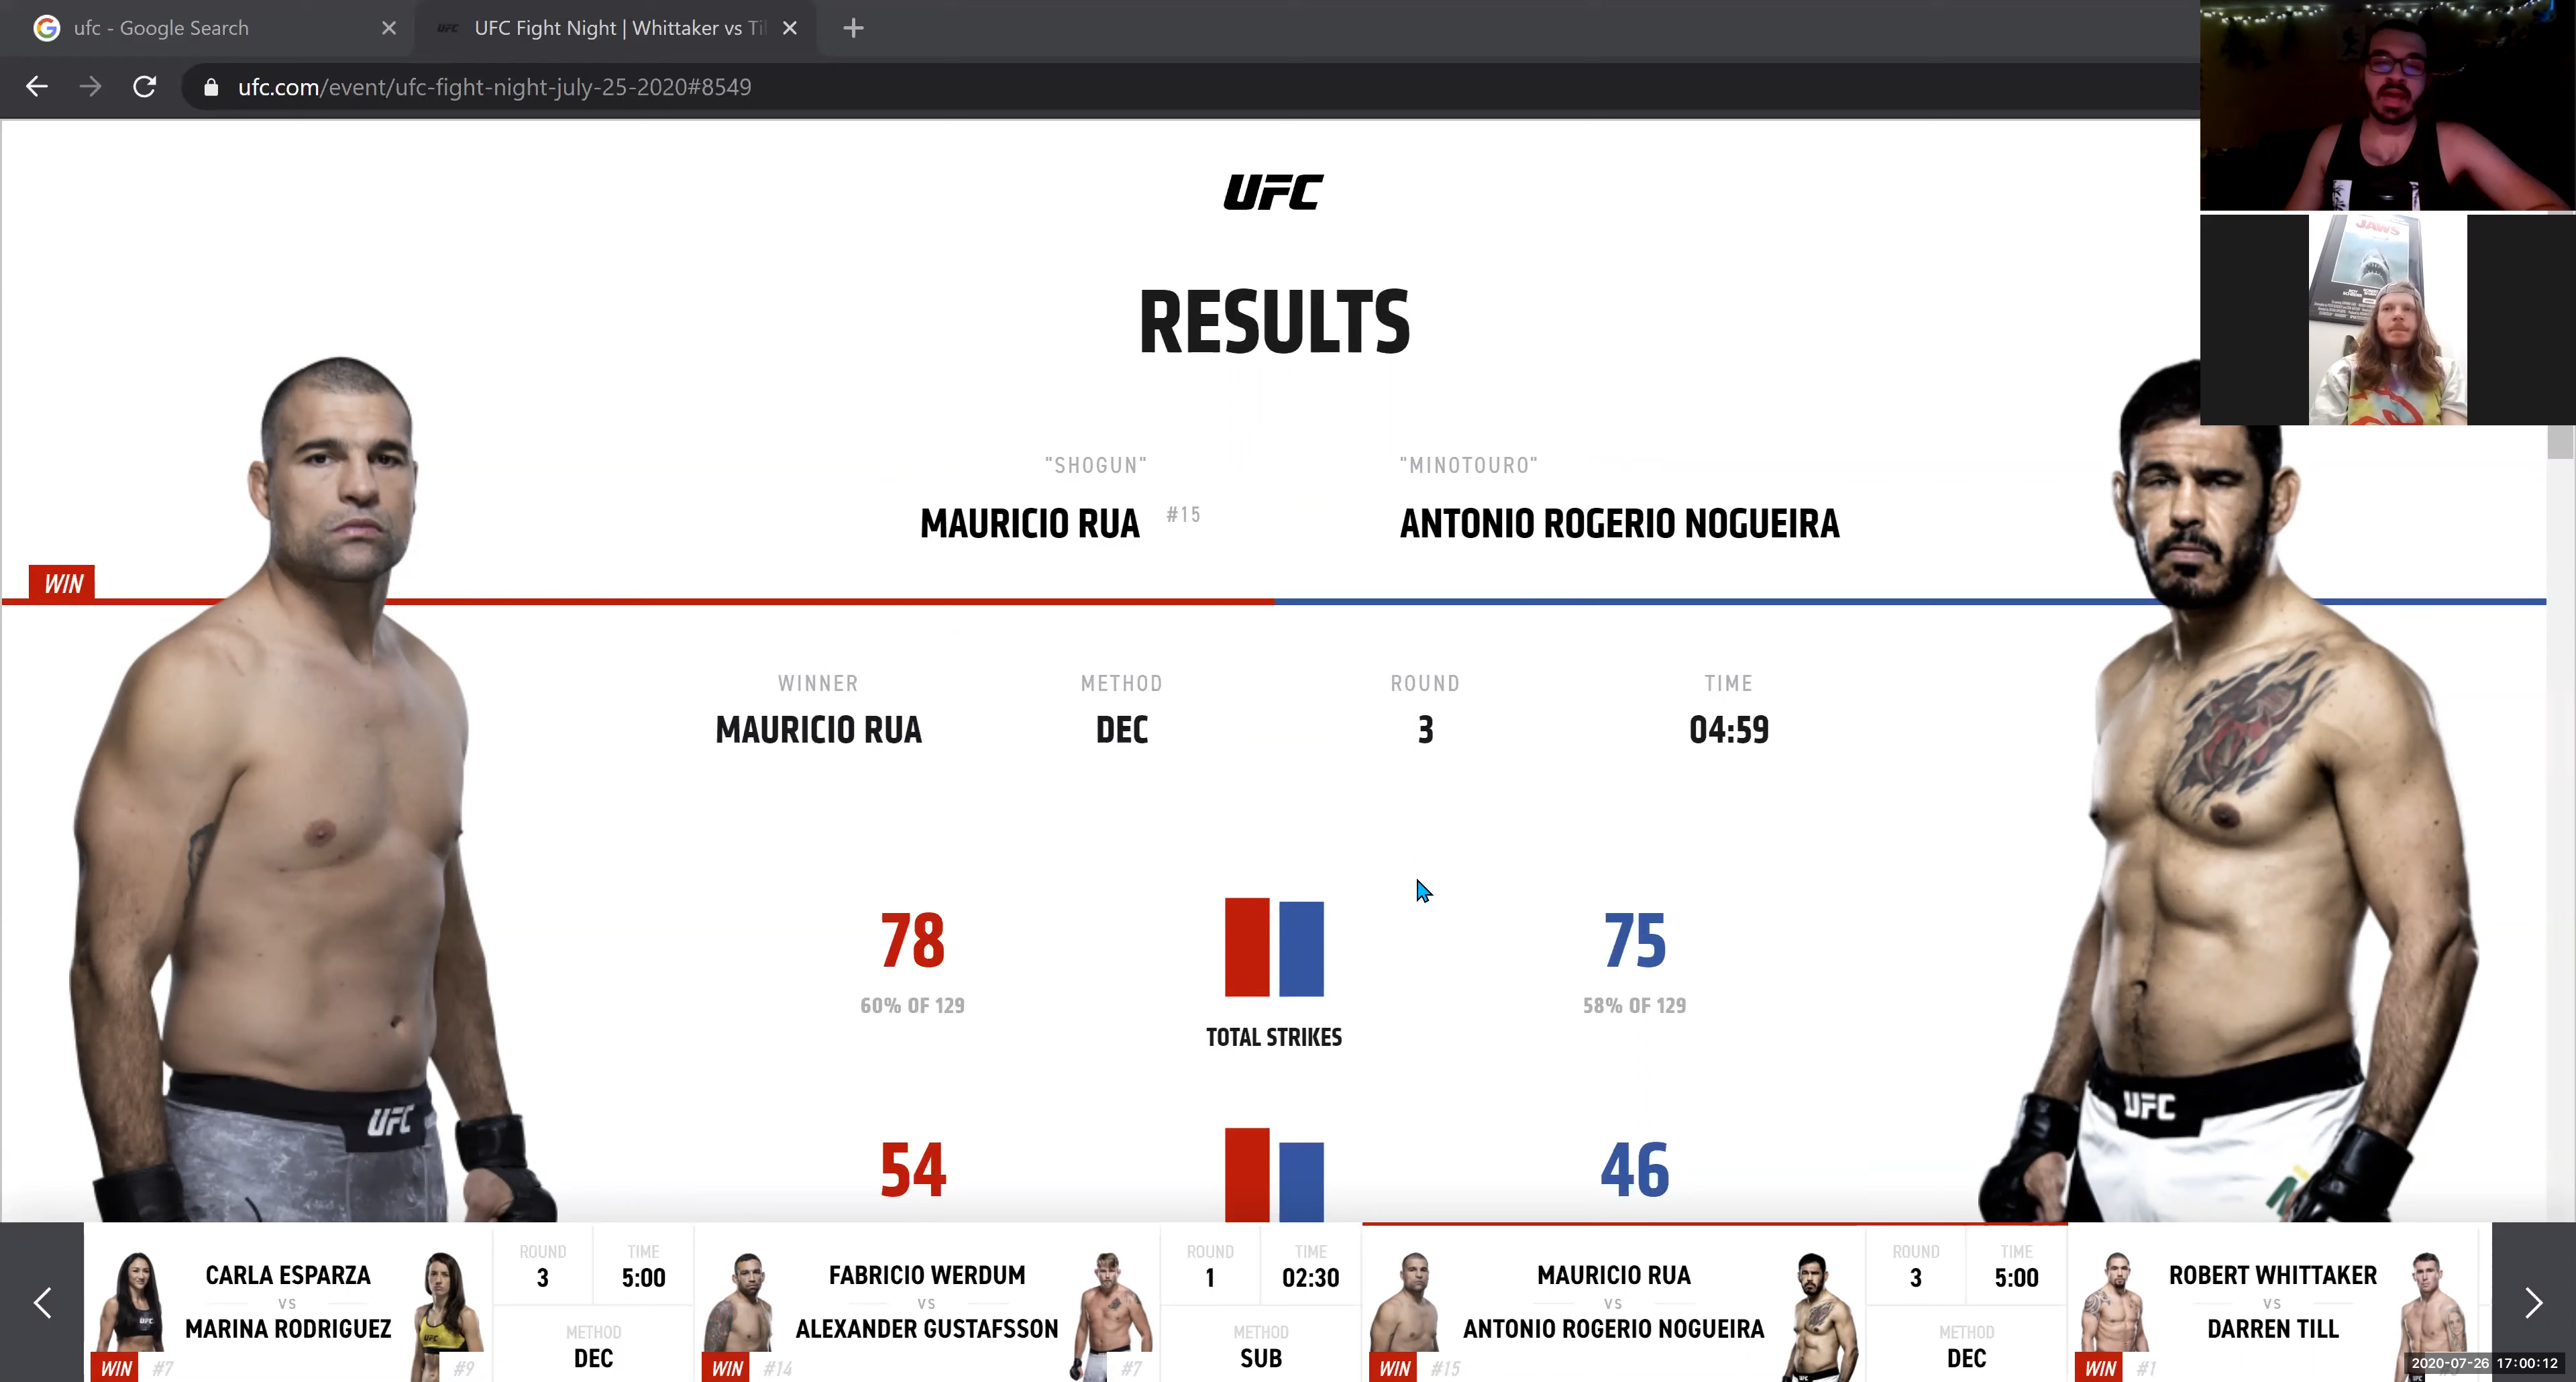 ufc - Google Search
UFC Fight Night | Whittaker vs Til
ufc.com/event/ufc-fight-night-july-25-2020#8549
JAWS
UFC
RESULTS
"SHOGUN"
"MINOTOURO"
MAURICIO RUA #15
ANTONIO ROGERIO NOGUEIRA
WIN
WINNER
METHOD
ROUND
TIME
MAURICIO RUA
DEC
3
04:59
78
75
60% OF 129
58% OF 129
TOTAL STRIKES
54
46
UFC
UFC
CARLA ESPARZA
VS
MARINA RODRIGUEZ
WIN
#7
#9
ROUND
3
TIME
5:00
METHOD
DEC
FABRICIO WERDUM
VS
ALEXANDER GUSTAFSSON
WIN
#14
#7
ROUND
1
TIME
02:30
METHOD
SUB
MAURICIO RUA
VS
ANTONIO ROGERIO NOGUEIRA
WIN
#15
ROUND
3
TIME
5:00
METHOD
DEC
ROBERT WHITTAKER
VS
DARREN TILL
WIN
#1
2020-07-26 17:00:12